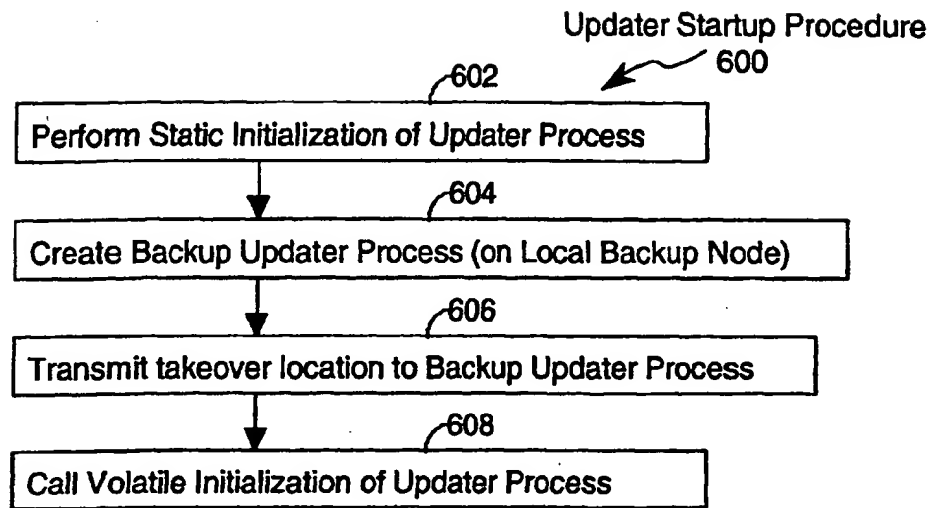 Updater Startup Procedure
600
602
Perform Static Initialization of Updater Process
604
Create Backup Updater Process (on Local Backup Node)
606
Transmit takeover location to Backup Updater Process
608
Call Volatile Initialization of Updater Process